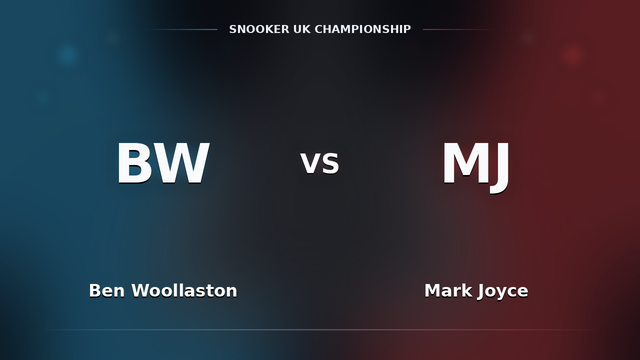 SNOOKER UK CHAMPIONSHIP
BW
VS
MJ
Ben Woollaston
Mark Joyce